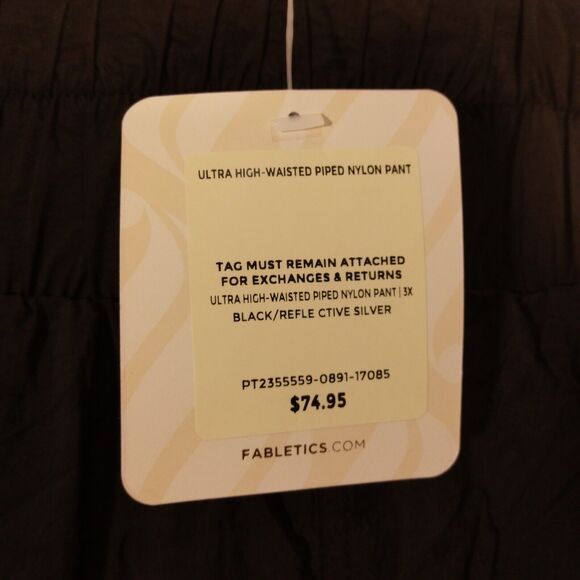 ULTRA HIGH-WAISTED PIPED NYLON PANT
TAG MUST REMAIN ATTACHED
FOR EXCHANGES & RETURNS
ULTRA HIGH-WAISTED PIPED NYLON PANT | 3X
BLACK/REFLE CTIVE SILVER
PT2355559-0891-17085
$74.95
FABLETICS.COM